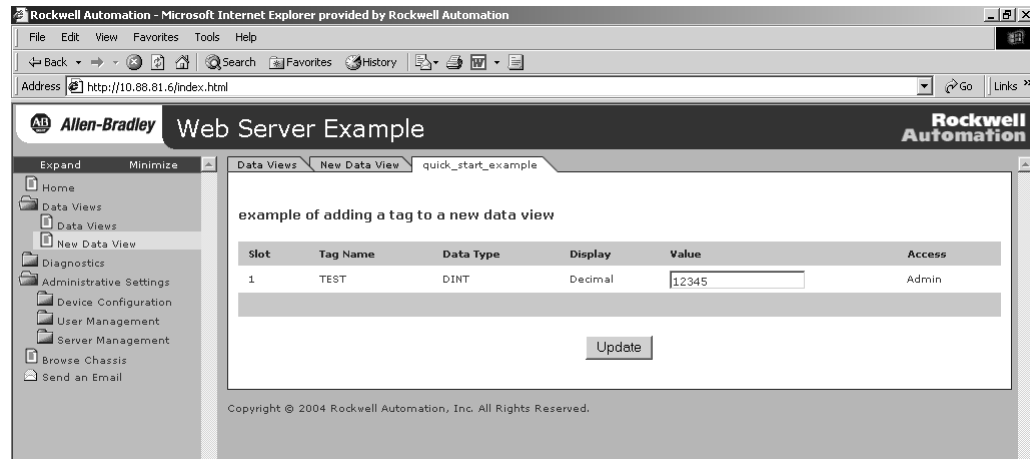 Rockwell Automation - Microsoft Internet Explorer provided by Rockwell Automation
File Edit View Favorites Tools Help
Back Search Favorites History
Address http://10.88.81.6/index.html Go Links »
AB Allen-Bradley Web Server Example Rockwell Automation
Expand Minimize
Home
Data Views
Data Views
New Data View
Diagnostics
Administrative Settings
Device Configuration
User Management
Server Management
Browse Chassis
Send an Email
Data Views New Data View quick_start_example
example of adding a tag to a new data view
Slot Tag Name Data Type Display Value Access
1 TEST DINT Decimal 12345 Admin
Update
Copyright © 2004 Rockwell Automation, Inc. All Rights Reserved.